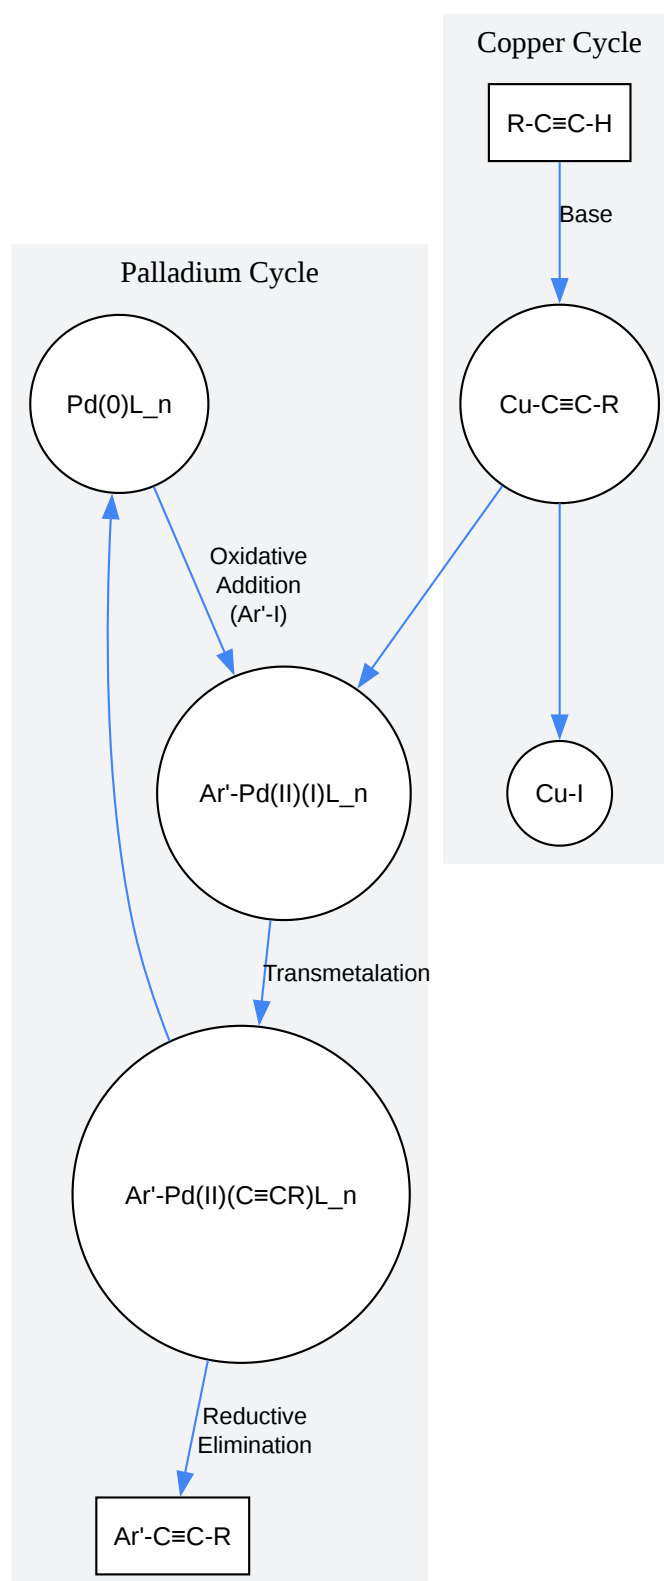 Copper Cycle
R-C≡C-H
Base
Palladium Cycle
Pd(0)L_n
Cu-C≡C-R
Oxidative
Addition
(Ar'-I)
Ar'-Pd(II)(I)L_n
Cu-I
Transmetalation
Ar'-Pd(II)(C≡CR)L_n
Reductive
Elimination
Ar'-C≡C-R